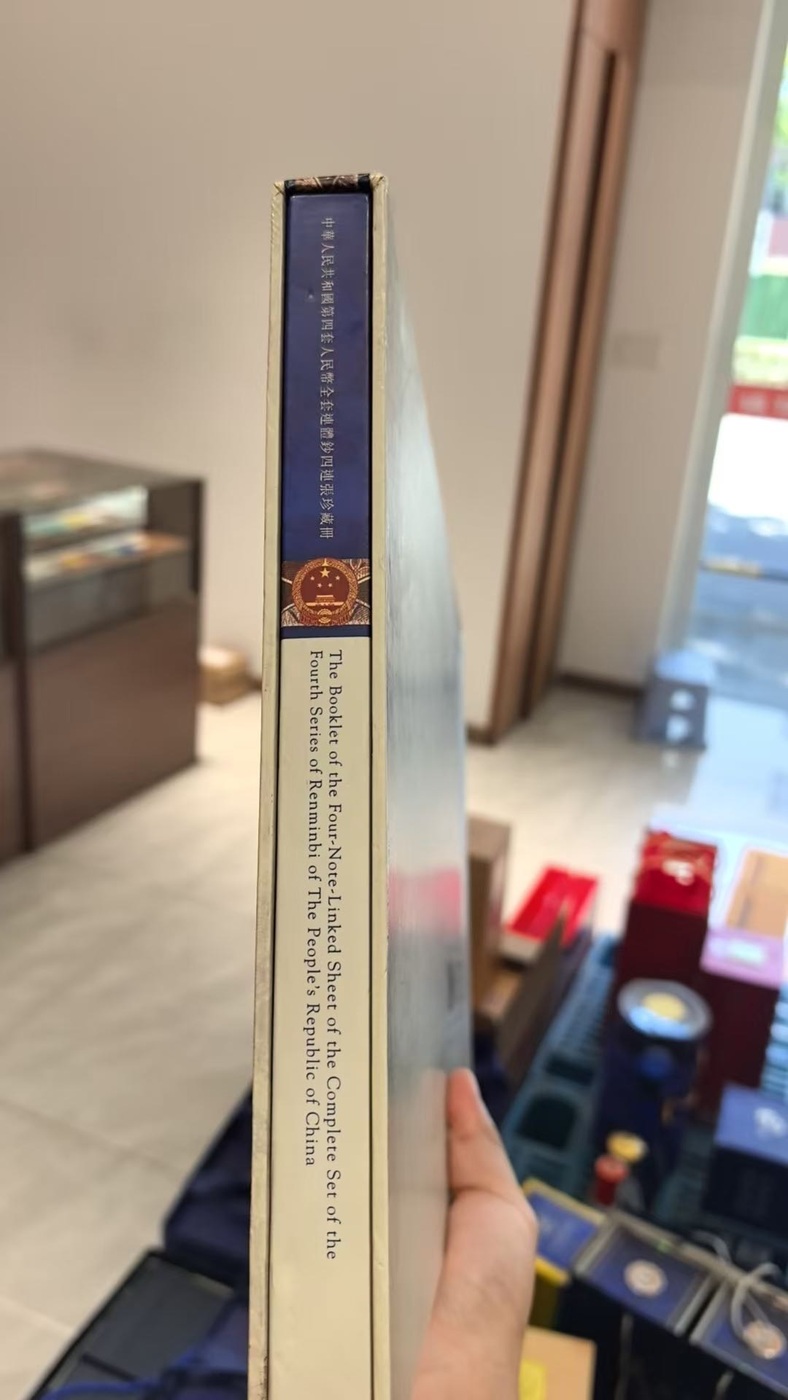 中華人民共和國第四套人民幣全套連體鈔四連張珍藏冊
The Booklet of the Four-Note-Linked Sheet of the Complete Set of the
Fourth Series of Renminbi of The People's Republic of China